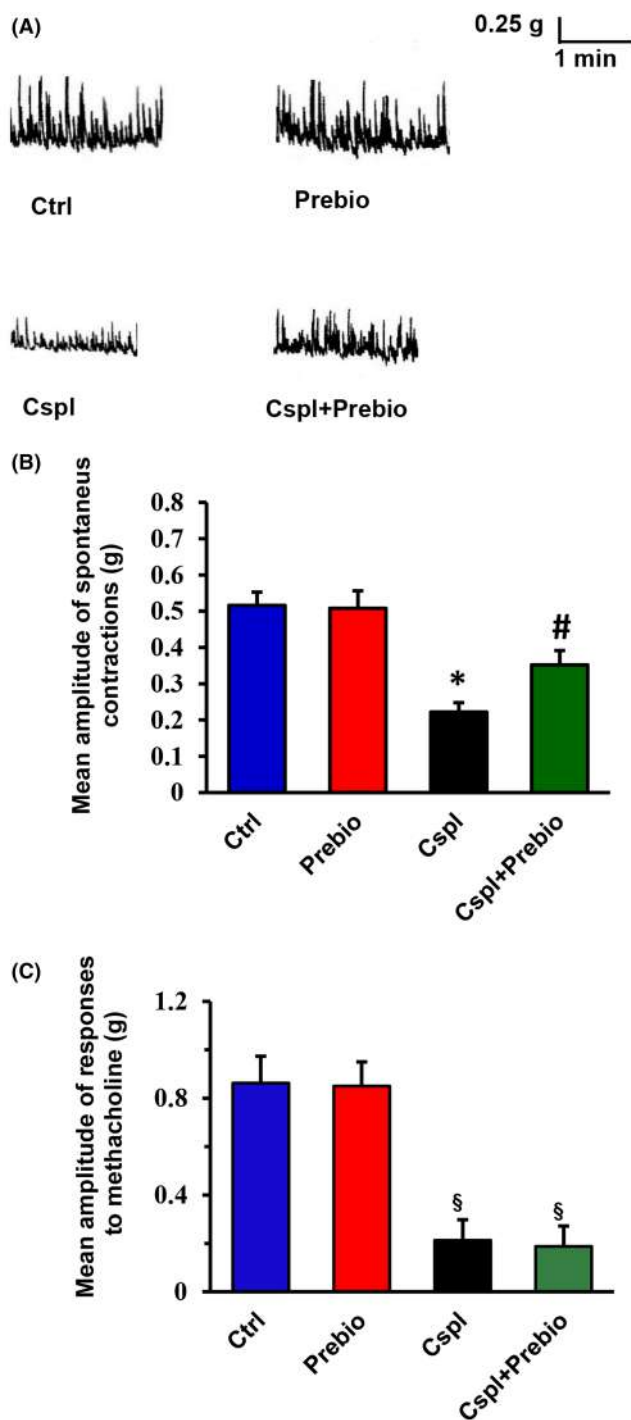 (A)
0.25 g
1 min
Ctrl
Prebio
Cspl
Cspl+Prebio
(B)
Mean amplitude of spontaneus
contractions (g)
0.8
0.7
0.6
0.5
0.4
0.3
0.2
0.1
0
*
#
Ctrl
Prebio
Cspl
Cspl+Prebio
(C)
Mean amplitude of responses
to methacholine (g)
1.2
0.8
0.4
0
§
§
Ctrl
Prebio
Cspl
Cspl+Prebio